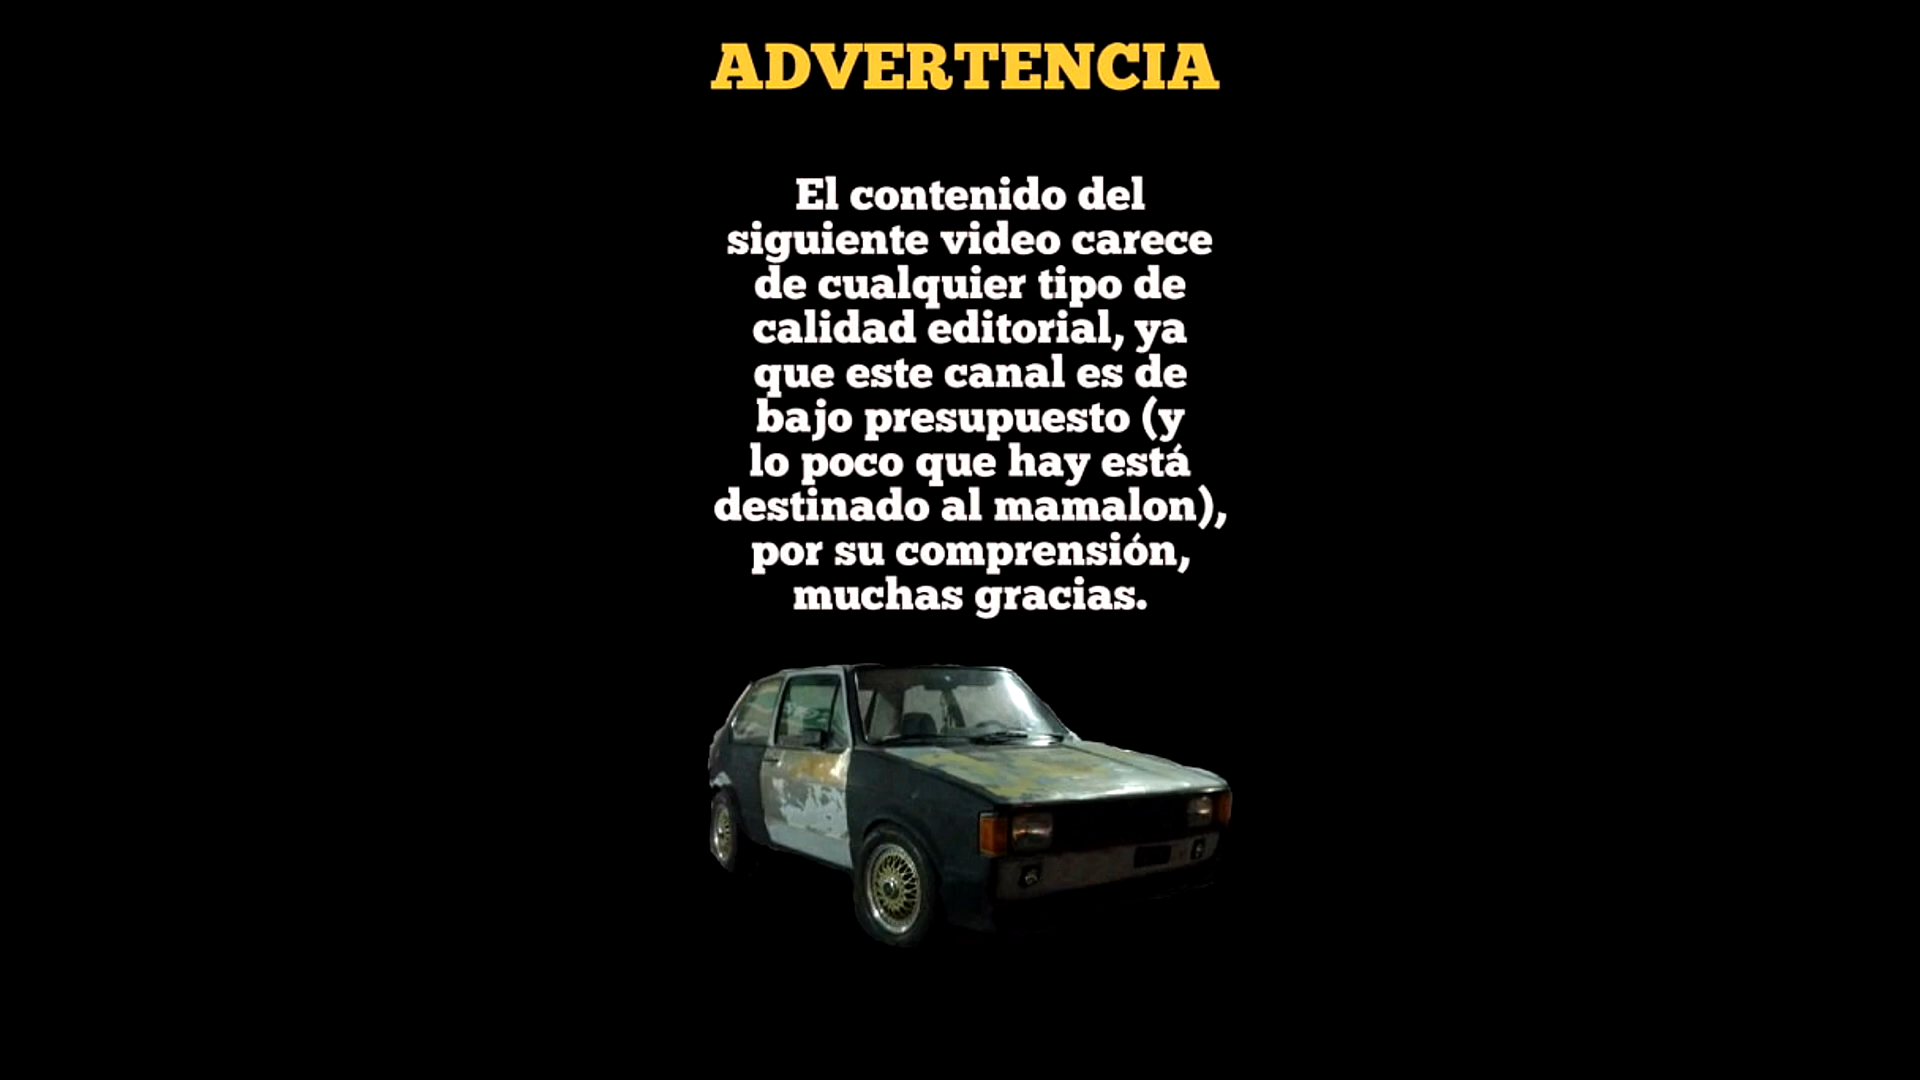 ADVERTENCIA
El contenido del
siguiente video carece
de cualquier tipo de
calidad editorial, ya
que este canal es de
bajo presupuesto (y
lo poco que hay está
destinado al mamalon),
por su comprensión,
muchas gracias.